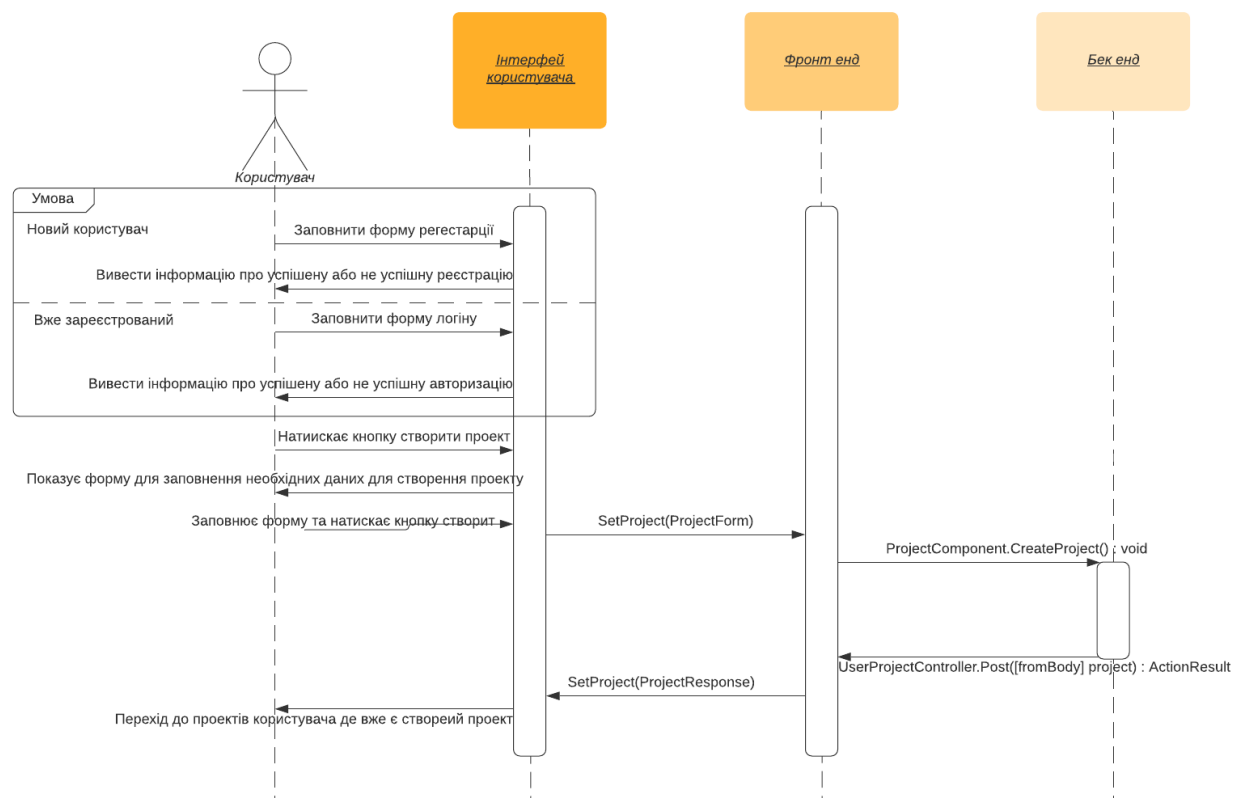 Інтерфей
користувача
Фронт енд
Бек енд
Користувач
Умова
Новий користувач
Заповнити форму регестарції
Вивести інформацію про успішену або не успішну реєстрацію
Вже зареєстрований
Заповнити форму логіну
Вивести інформацію про успішену або не успішну авторизацію
Натиискає кнопку створити проект
Показує форму для заповнення необхідних даних для створення проекту
Заповнює форму та натискає кнопку створит
SetProject(ProjectForm)
ProjectComponent.CreateProject() : void
UserProjectController.Post([fromBody] project) : ActionResult
SetProject(ProjectResponse)
Перехід до проектів користувача де вже є створеий проект